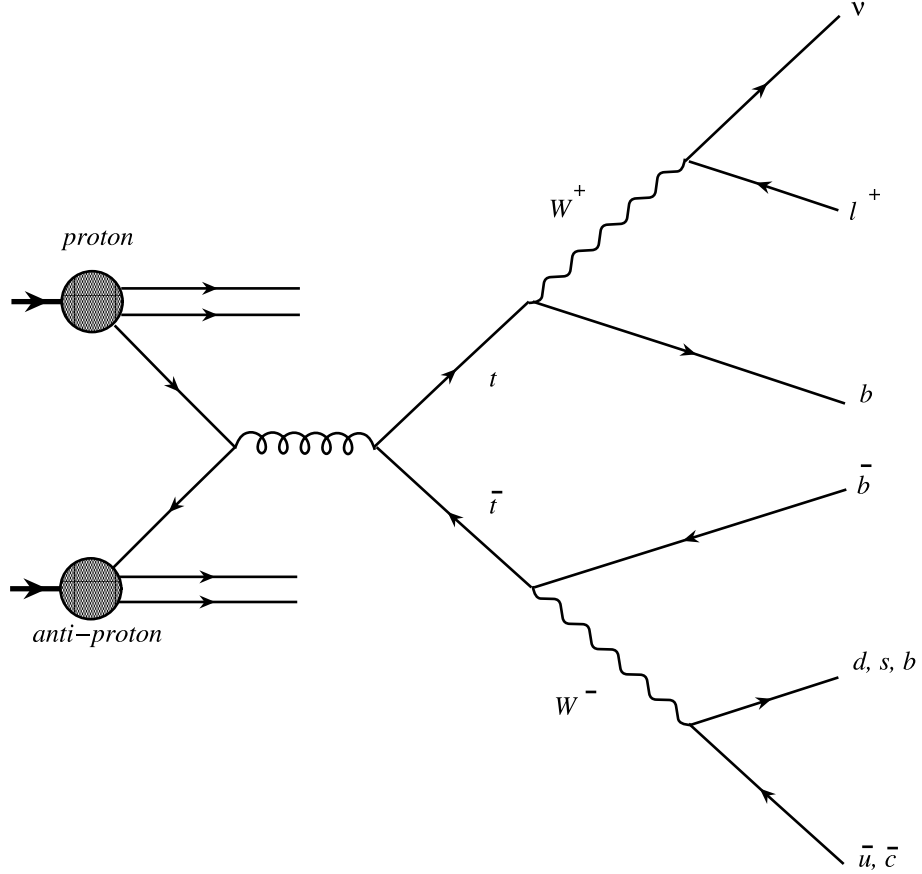 ν
W+
l +
proton
t
b
t̄
b̄
anti-proton
d, s, b
W-
ū, c̄